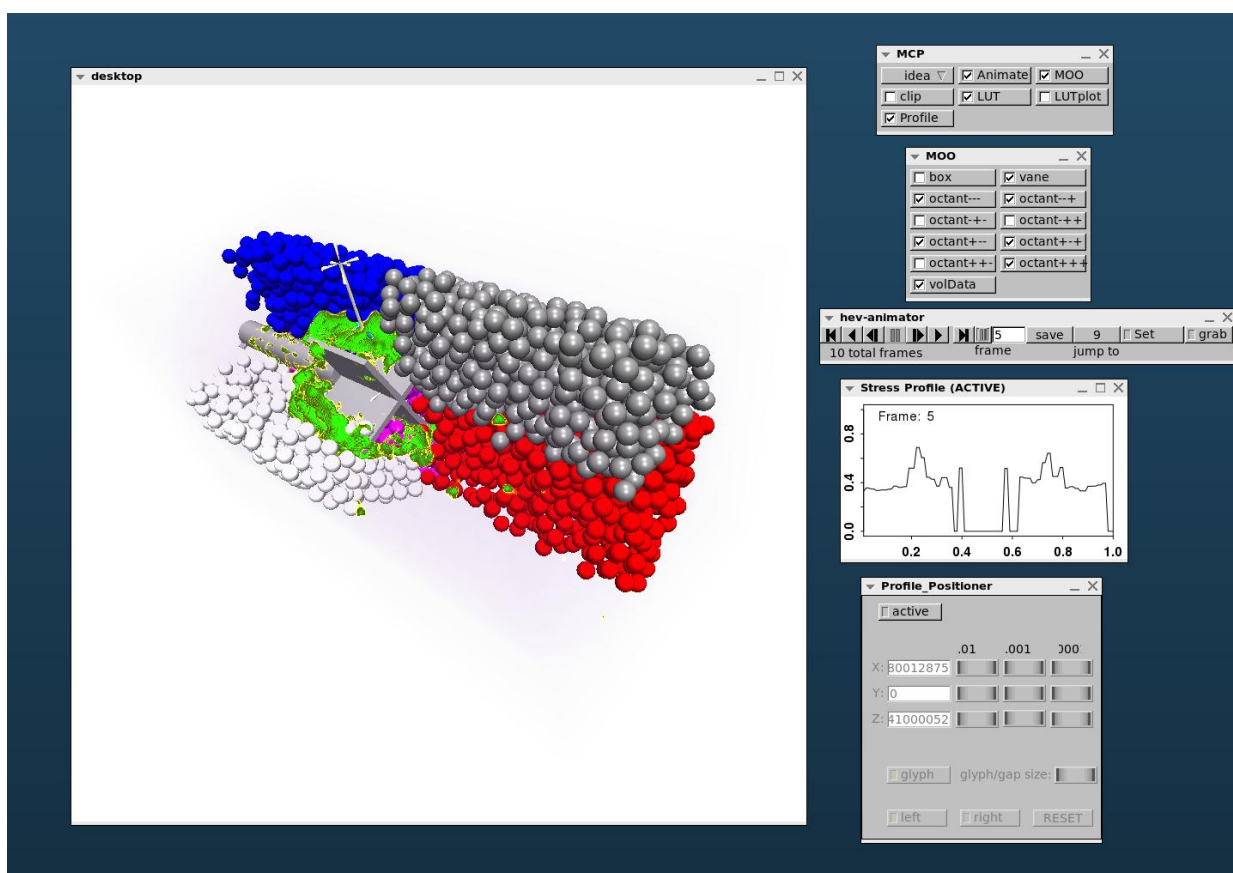 desktop
MCP
idea Animate MOO
clip LUT LUTplot
Profile
MOO
box vane
octant--- octant--+
octant-+- octant-++
octant+-- octant+-+
octant++- octant+++
volData
hev-animator
5 save 9 Set grab
10 total frames frame jump to
Stress Profile (ACTIVE)
Frame: 5
0.8
0.4
0.0
0.2 0.4 0.6 0.8 1.0
Profile_Positioner
active
.01 .001
X: 80012875
Y: 0
Z: 41000052
glyph glyph/gap size:
left right RESET